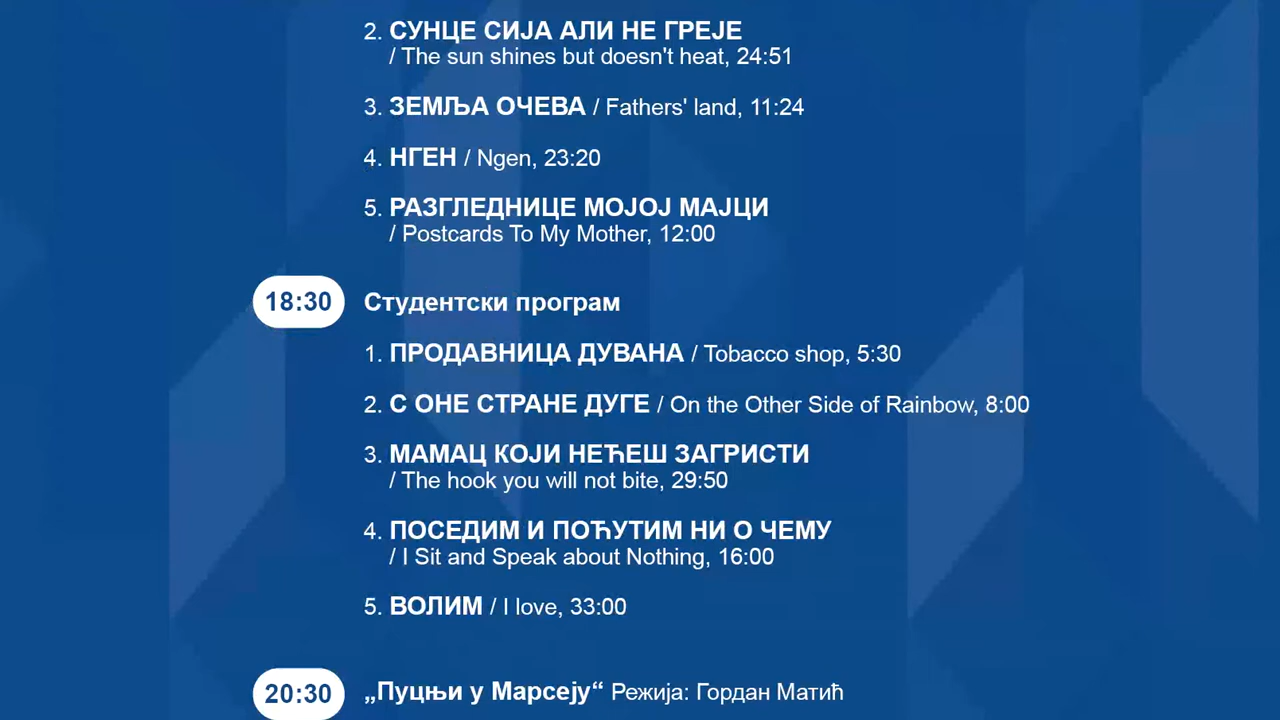 2. СУНЦЕ СИЈА АЛИ НЕ ГРЕЈЕ
/ The sun shines but doesn't heat, 24:51
3. ЗЕМЉА ОЧЕВА / Fathers' land, 11:24
4. НГЕН / Ngen, 23:20
5. РАЗГЛЕДНИЦЕ МОЈОЈ МАЈЦИ
/ Postcards To My Mother, 12:00
18:30 Студентски програм
1. ПРОДАВНИЦА ДУВАНА / Tobacco shop, 5:30
2. С ОНЕ СТРАНЕ ДУГЕ / On the Other Side of Rainbow, 8:00
3. МАМАЦ КОЈИ НЕЋЕШ ЗАГРИСТИ
/ The hook you will not bite, 29:50
4. ПОСЕДИМ И ПОЋУТИМ НИ О ЧЕМУ
/ I Sit and Speak about Nothing, 16:00
5. ВОЛИМ / I love, 33:00
20:30 „Пуцњи у Марсеју“ Режија: Гордан Матић